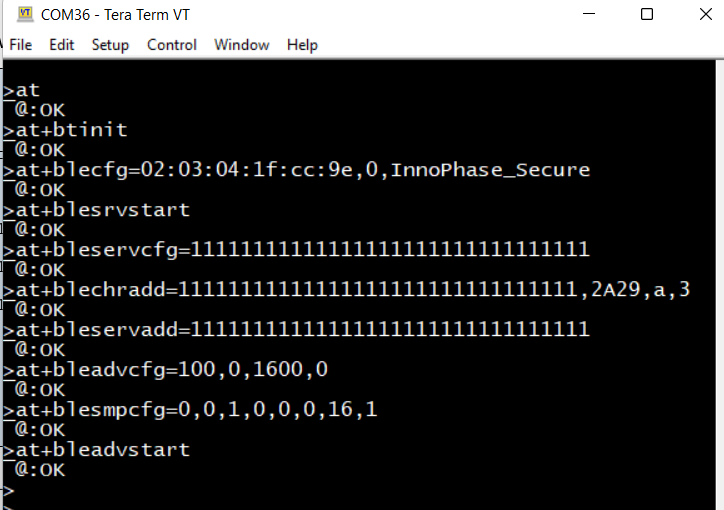 COM36 - Tera Term VT
File Edit Setup Control Window Help
>at
@:OK
>at+btinit
@:OK
>at+blecfg=02:03:04:1f:cc:9e,0,InnoPhase_Secure
@:OK
>at+blesrvstart
@:OK
>at+bleservcfg=11111111111111111111111111111111
@:OK
>at+blechradd=11111111111111111111111111111111,2A29,a,3
@:OK
>at+bleservadd=11111111111111111111111111111111
@:OK
>at+bleadvcfg=100,0,1600,0
@:OK
>at+blesmpcfg=0,0,1,0,0,0,16,1
@:OK
>at+bleadvstart
@:OK
>